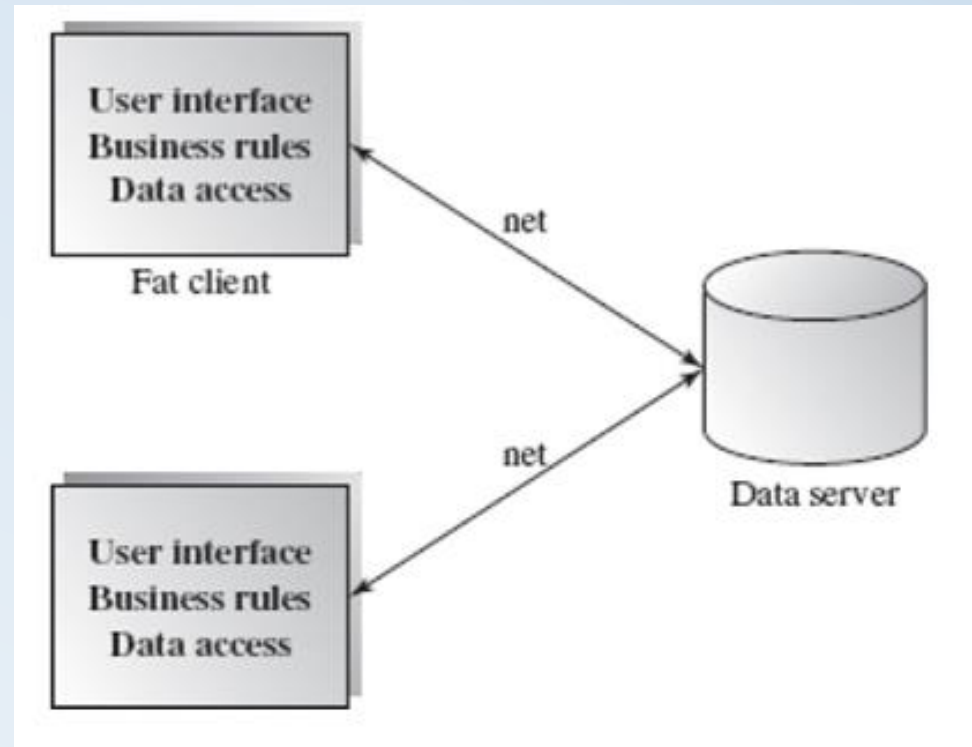 User interface
Business rules
Data access
Fat client
net
net
Data server
User interface
Business rules
Data access